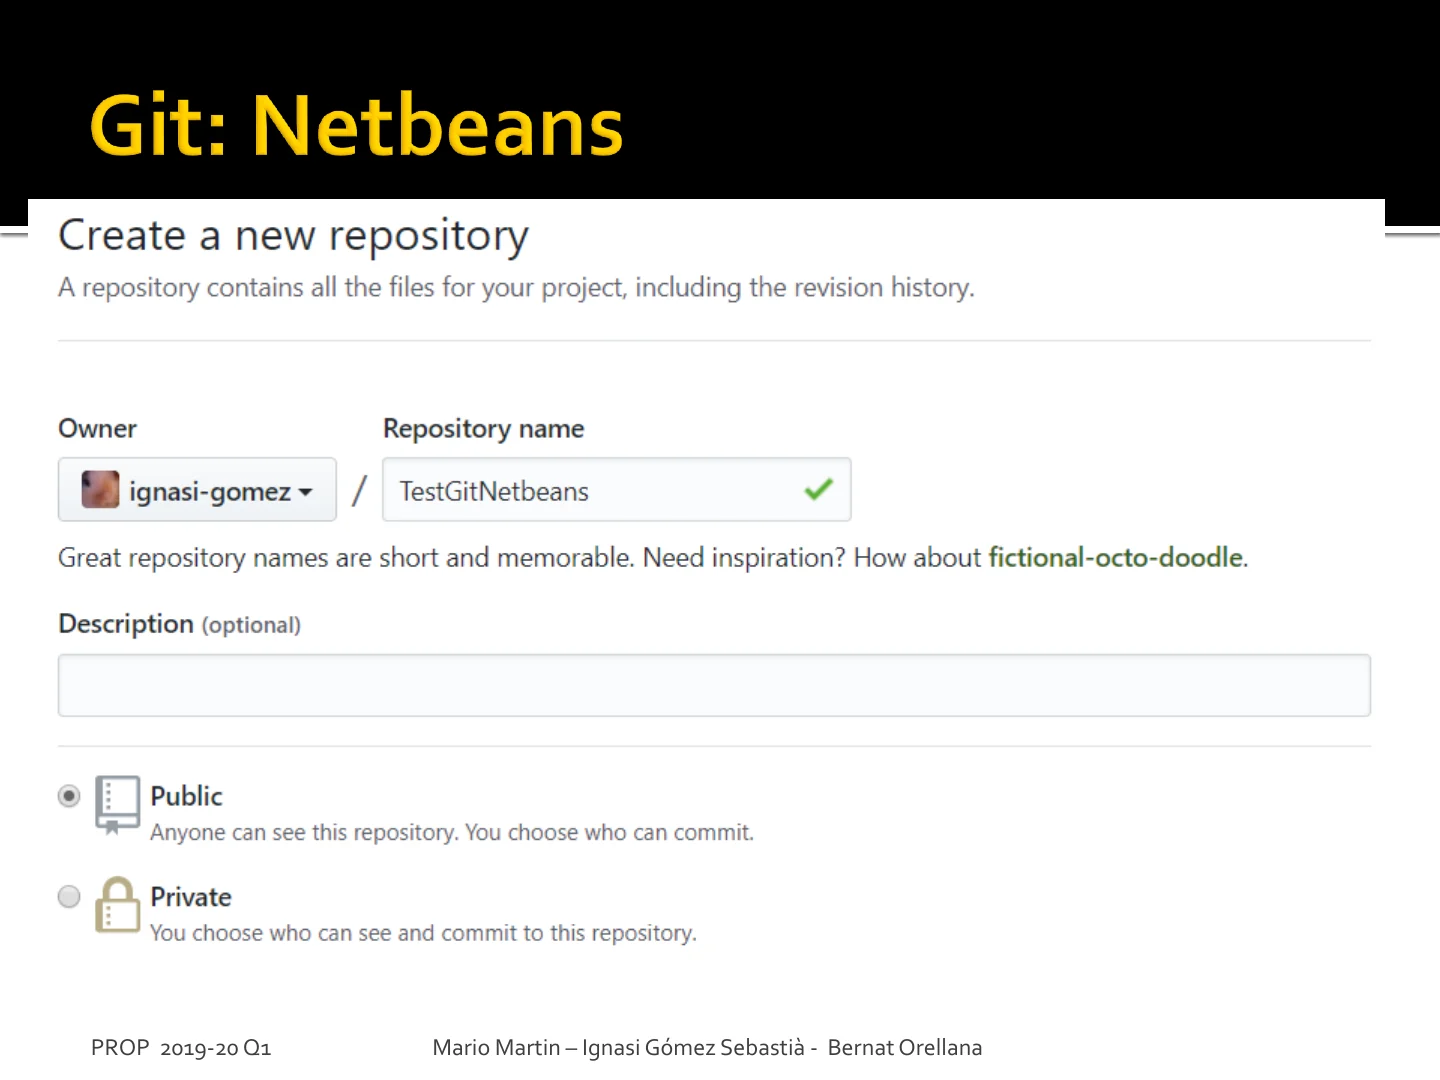 Git: Netbeans
Create a new repository
A repository contains all the files for your project, including the revision history.
Owner Repository name
ignasi-gomez / TestGitNetbeans
Great repository names are short and memorable. Need inspiration? How about fictional-octo-doodle.
Description (optional)
Public
Anyone can see this repository. You choose who can commit.
Private
You choose who can see and commit to this repository.
PROP 2019-20 Q1 Mario Martin – Ignasi Gómez Sebastià - Bernat Orellana